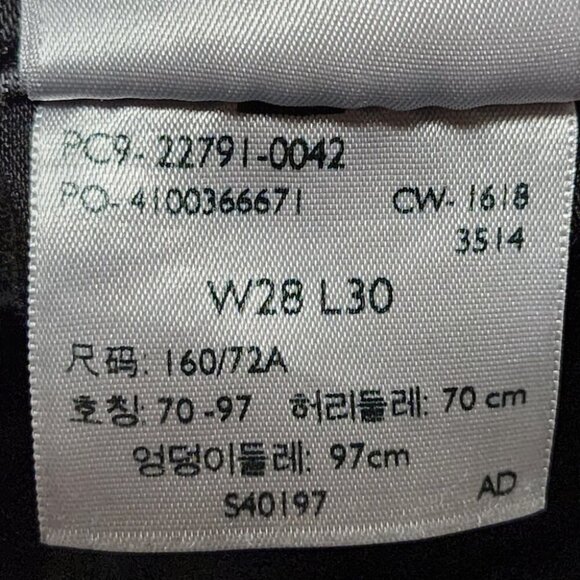 PC9- 22791-0042
PO- 4100366671 CW- 1618
3514
W28 L30
尺码: 160/72A
호칭: 70 -97 허리둘레: 70 cm
엉덩이둘레: 97cm
S40197 AD